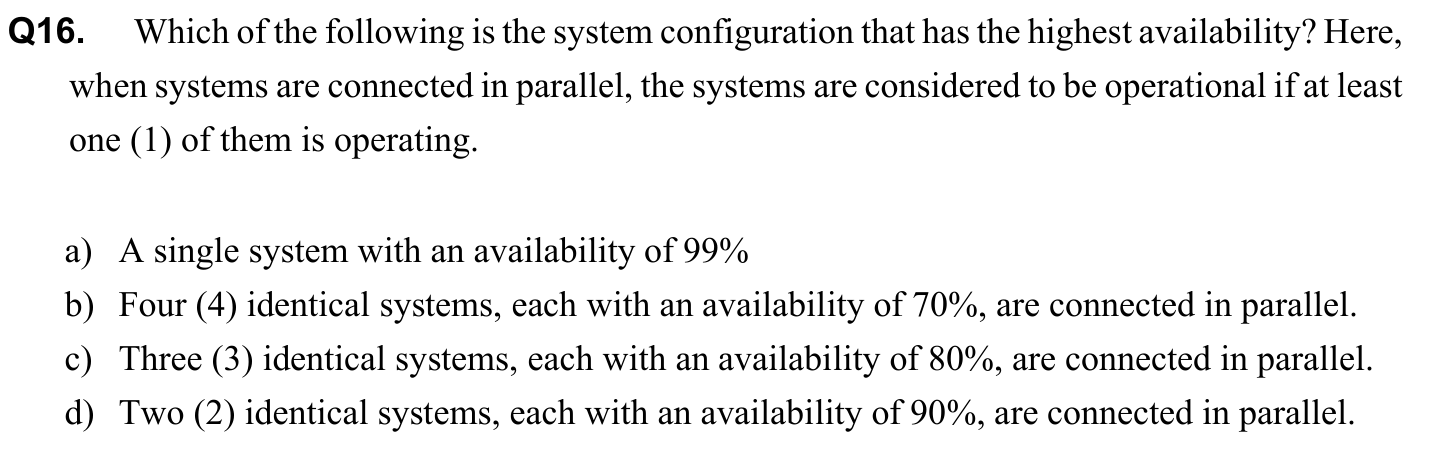 Q16. Which of the following is the system configuration that has the highest availability? Here,
when systems are connected in parallel, the systems are considered to be operational if at least
one (1) of them is operating.
a) A single system with an availability of 99%
b) Four (4) identical systems, each with an availability of 70%, are connected in parallel.
c) Three (3) identical systems, each with an availability of 80%, are connected in parallel.
d) Two (2) identical systems, each with an availability of 90%, are connected in parallel.